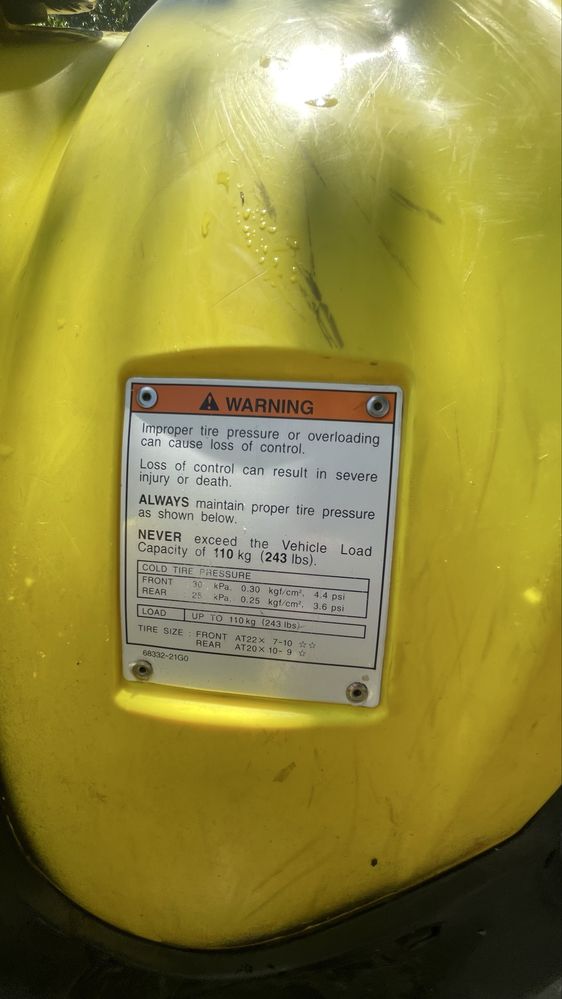 ⚠ WARNING
Improper tire pressure or overloading
can cause loss of control.
Loss of control can result in severe
injury or death.
ALWAYS maintain proper tire pressure
as shown below.
NEVER exceed the Vehicle Load
Capacity of 110 kg (243 lbs).
COLD TIRE PRESSURE
FRONT : 30 kPa, 0.30 kgf/cm², 4.4 psi
REAR : 25 kPa, 0.25 kgf/cm², 3.6 psi
LOAD UP TO 110kg (243 lbs)
TIRE SIZE : FRONT AT22× 7-10 ☆☆
REAR AT20×10- 9 ☆
68332-21G0